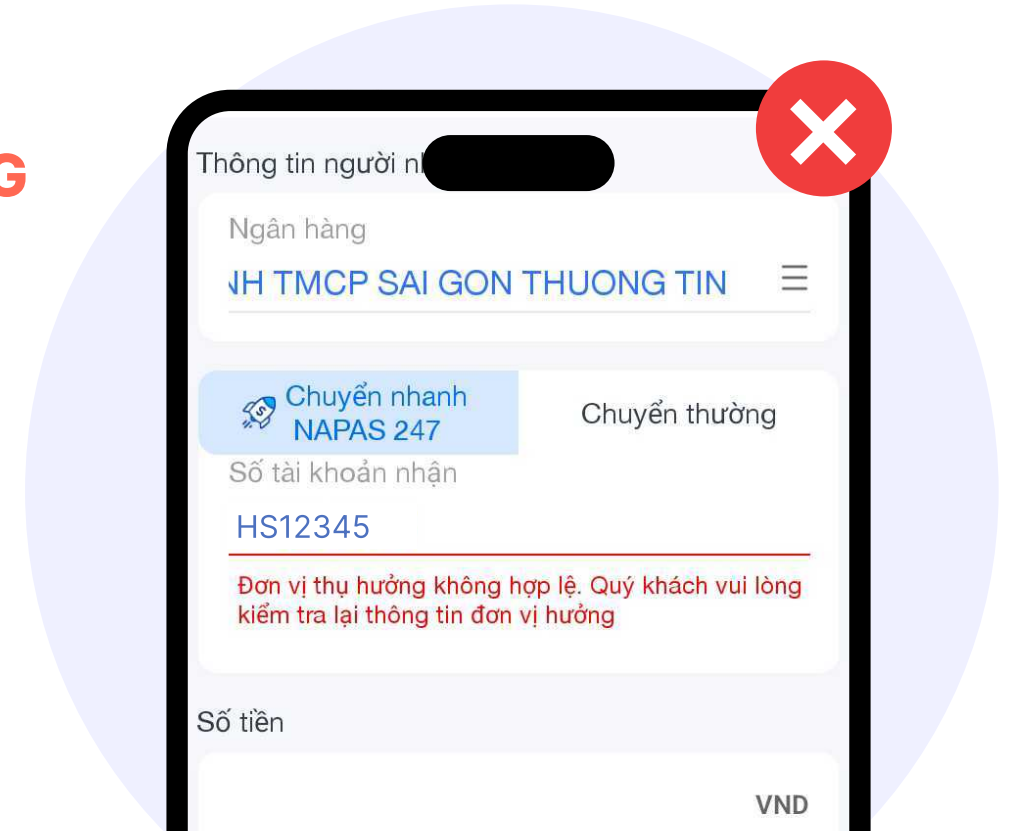 G
Thông tin người
Ngân hàng
TMCP SAI GON THUONG TIN
Chuyển nhanh
NAPAS 247
Chuyển thường
Số tài khoản nhận
HS12345
Đơn vị thụ hưởng không hợp lệ. Quý khách vui lòng
kiểm tra lại thông tin đơn vị hưởng
Số tiền
VND